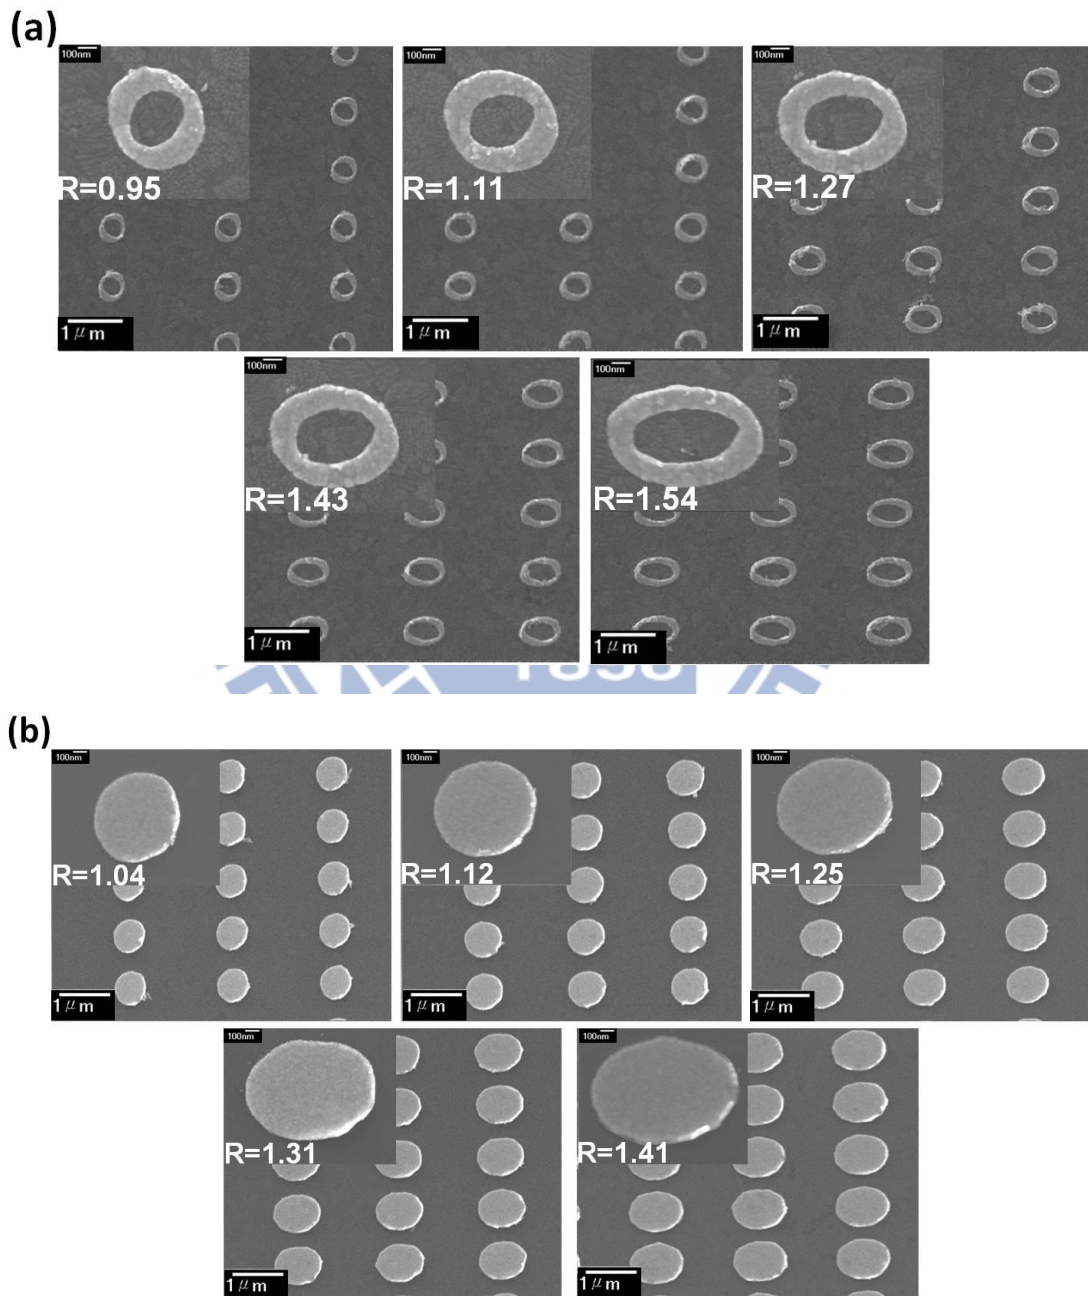 (a)
100nm
R=0.95
1 μm
100nm
R=1.11
1 μm
100nm
R=1.27
1 μm
100nm
R=1.43
1 μm
100nm
R=1.54
1 μm
(b)
100nm
R=1.04
1 μm
100nm
R=1.12
1 μm
100nm
R=1.25
1 μm
100nm
R=1.31
1 μm
100nm
R=1.41
1 μm